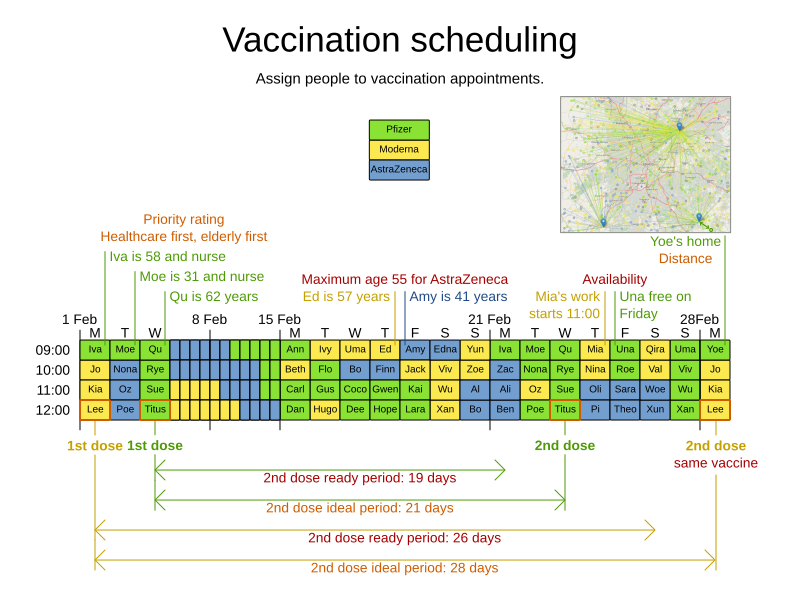 Vaccination scheduling
Assign people to vaccination appointments.
Pfizer
Moderna
AstraZeneca
Priority rating
Healthcare first, elderly first
Iva is 58 and nurse
Moe is 31 and nurse
Qu is 62 years
Maximum age 55 for AstraZeneca
Ed is 57 years
Amy is 41 years
Yoe's home
Distance
Availability
Mia's work
starts 11:00
Una free on
Friday
1 Feb 8 Feb 15 Feb 21 Feb 28Feb
M T W M T W T F S S M T W T F S S M
09:00 Iva Moe Qu Ann Ivy Uma Ed Amy Edna Yun Iva Moe Qu Mia Una Qira Uma Yoe
10:00 Jo Nona Rye Beth Flo Bo Finn Jack Viv Zoe Zac Nona Rye Nina Roe Val Viv Jo
11:00 Kia Oz Sue Carl Gus Coco Gwen Kai Wu Al Ali Oz Sue Oli Sara Woe Wu Kia
12:00 Lee Poe Titus Dan Hugo Dee Hope Lara Xan Bo Ben Poe Titus Pi Theo Xun Xan Lee
1st dose 1st dose 2nd dose 2nd dose
same vaccine
2nd dose ready period: 19 days
2nd dose ideal period: 21 days
2nd dose ready period: 26 days
2nd dose ideal period: 28 days